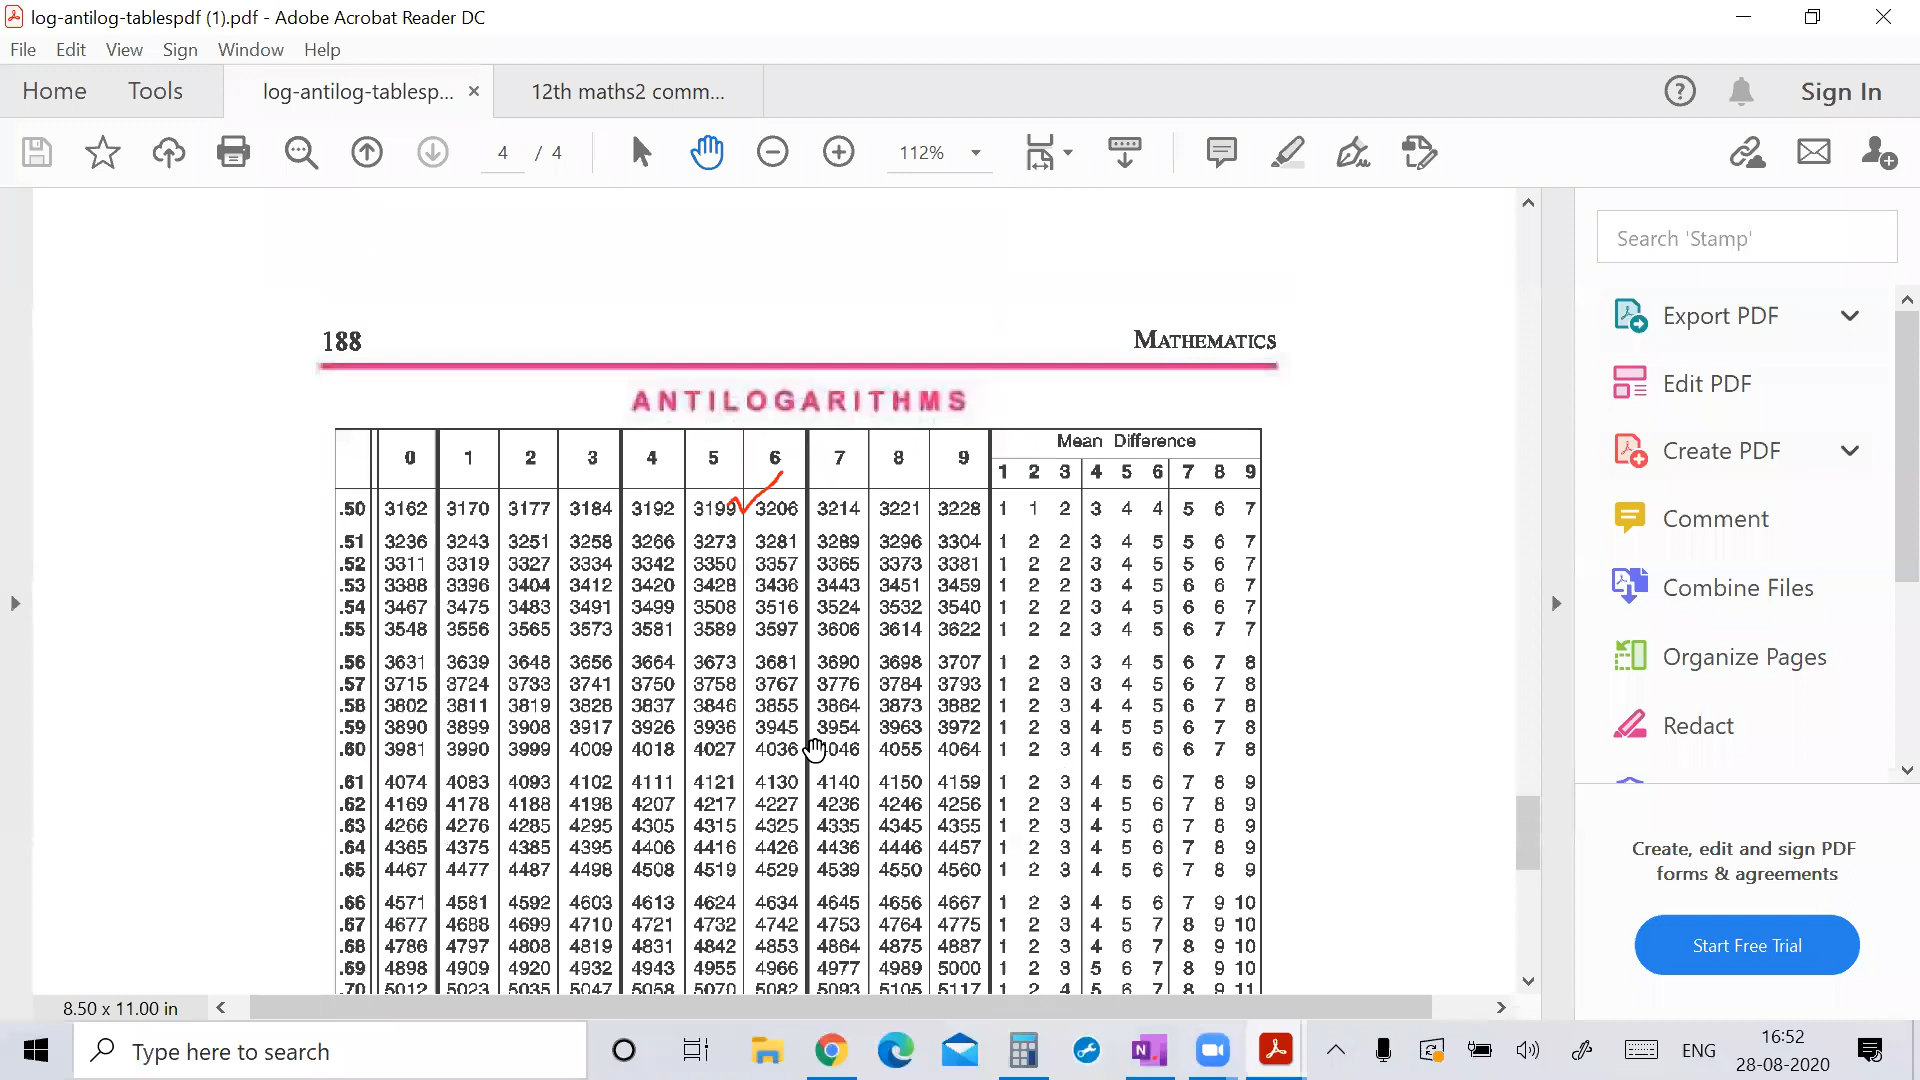 log-antilog-tablespdf (1).pdf - Adobe Acrobat Reader DC
File Edit View Sign Window Help
Home Tools log-antilog-tablesp... × 12th maths2 comm... Sign In
4 / 4 112%
Search 'Stamp'
Export PDF
Edit PDF
Create PDF
Comment
Combine Files
Organize Pages
Redact
Create, edit and sign PDF
forms & agreements
Start Free Trial
188 MATHEMATICS
ANTILOGARITHMS
Mean Difference
0 1 2 3 4 5 6 7 8 9 1 2 3 4 5 6 7 8 9
.50 3162 3170 3177 3184 3192 3199 3206 3214 3221 3228 1 1 2 3 4 4 5 6 7
.51 3236 3243 3251 3258 3266 3273 3281 3289 3296 3304 1 2 2 3 4 5 5 6 7
.52 3311 3319 3327 3334 3342 3350 3357 3365 3373 3381 1 2 2 3 4 5 5 6 7
.53 3388 3396 3404 3412 3420 3428 3436 3443 3451 3459 1 2 2 3 4 5 6 6 7
.54 3467 3475 3483 3491 3499 3508 3516 3524 3532 3540 1 2 2 3 4 5 6 6 7
.55 3548 3556 3565 3573 3581 3589 3597 3606 3614 3622 1 2 2 3 4 5 6 7 7
.56 3631 3639 3648 3656 3664 3673 3681 3690 3698 3707 1 2 3 3 4 5 6 7 8
.57 3715 3724 3733 3741 3750 3758 3767 3776 3784 3793 1 2 3 3 4 5 6 7 8
.58 3802 3811 3819 3828 3837 3846 3855 3864 3873 3882 1 2 3 4 4 5 6 7 8
.59 3890 3899 3908 3917 3926 3936 3945 3954 3963 3972 1 2 3 4 5 5 6 7 8
.60 3981 3990 3999 4009 4018 4027 4036 4046 4055 4064 1 2 3 4 5 6 6 7 8
.61 4074 4083 4093 4102 4111 4121 4130 4140 4150 4159 1 2 3 4 5 6 7 8 9
.62 4169 4178 4188 4198 4207 4217 4227 4236 4246 4256 1 2 3 4 5 6 7 8 9
.63 4266 4276 4285 4295 4305 4315 4325 4335 4345 4355 1 2 3 4 5 6 7 8 9
.64 4365 4375 4385 4395 4406 4416 4426 4436 4446 4457 1 2 3 4 5 6 7 8 9
.65 4467 4477 4487 4498 4508 4519 4529 4539 4550 4560 1 2 3 4 5 6 7 8 9
.66 4571 4581 4592 4603 4613 4624 4634 4645 4656 4667 1 2 3 4 5 6 7 9 10
.67 4677 4688 4699 4710 4721 4732 4742 4753 4764 4775 1 2 3 4 5 7 8 9 10
.68 4786 4797 4808 4819 4831 4842 4853 4864 4875 4887 1 2 3 4 6 7 8 9 10
.69 4898 4909 4920 4932 4943 4955 4966 4977 4989 5000 1 2 3 5 6 7 8 9 10
.70 5012 5023 5035 5047 5058 5070 5082 5093 5105 5117 1 2 4 5 6 7 8 9 11
8.50 x 11.00 in
Type here to search
ENG
16:52
28-08-2020